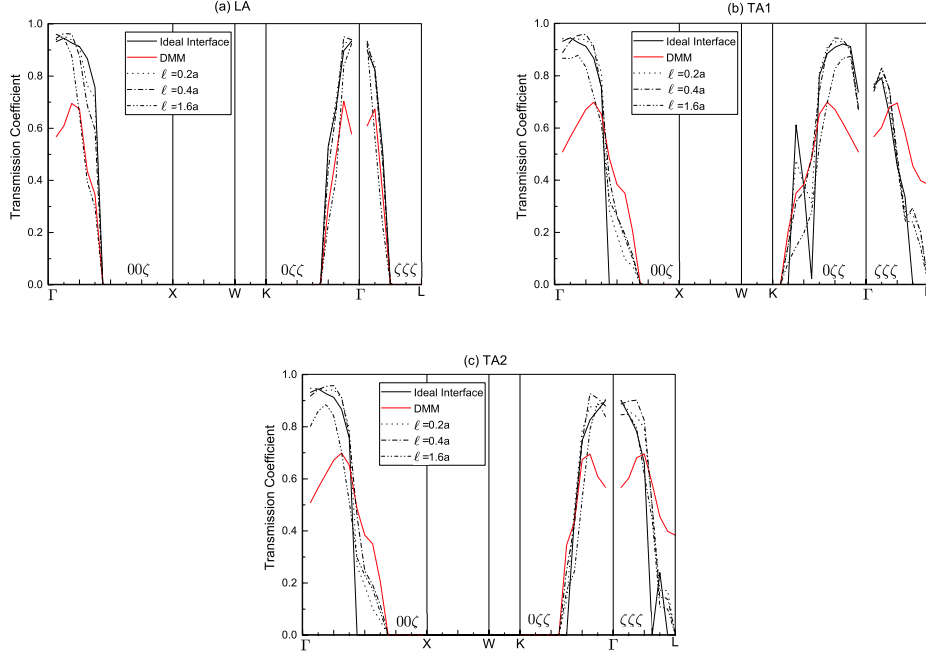 (a) LA
Transmission Coefficient
1.0
0.8
0.6
0.4
0.2
0.0
Ideal Interface
DMM
ℓ =0.2a
ℓ =0.4a
ℓ =1.6a
00ζ
0ζζ
ζζζ
Γ X W K Γ L
(b) TA1
Transmission Coefficient
1.0
0.8
0.6
0.4
0.2
0.0
Ideal Interface
DMM
ℓ =0.2a
ℓ =0.4a
ℓ =1.6a
00ζ
0ζζ
ζζζ
Γ X W K Γ L
(c) TA2
Transmission Coefficient
1.0
0.8
0.6
0.4
0.2
0.0
Ideal Interface
DMM
ℓ =0.2a
ℓ =0.4a
ℓ =1.6a
00ζ
0ζζ
ζζζ
Γ X W K Γ L